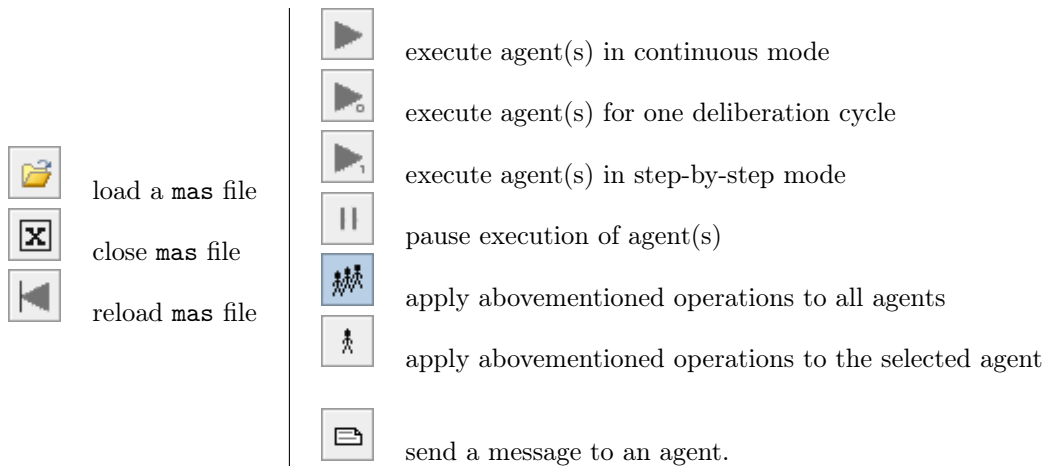 load a mas file
close mas file
reload mas file
execute agent(s) in continuous mode
execute agent(s) for one deliberation cycle
execute agent(s) in step-by-step mode
pause execution of agent(s)
apply abovementioned operations to all agents
apply abovementioned operations to the selected agent
send a message to an agent.